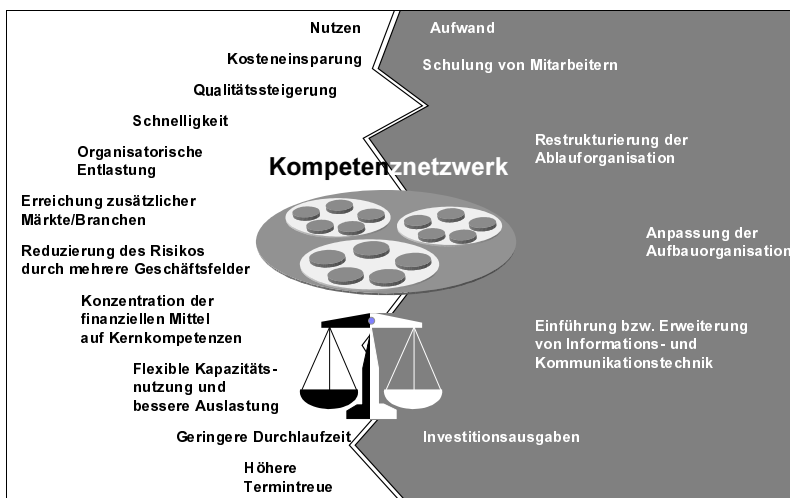 Nutzen
Kosteneinsparung
Qualitätssteigerung
Schnelligkeit
Organisatorische
Entlastung
Erreichung zusätzlicher
Märkte/Branchen
Reduzierung des Risikos
durch mehrere Geschäftsfelder
Konzentration der
finanziellen Mittel
auf Kernkompetenzen
Flexible Kapazitäts-
nutzung und
bessere Auslastung
Geringere Durchlaufzeit
Höhere
Termintreue
Kompetenznetzwerk
Aufwand
Schulung von Mitarbeitern
Restrukturierung der
Ablauforganisation
Anpassung der
Aufbauorganisation
Einführung bzw. Erweiterung
von Informations- und
Kommunikationstechnik
Investitionsausgaben